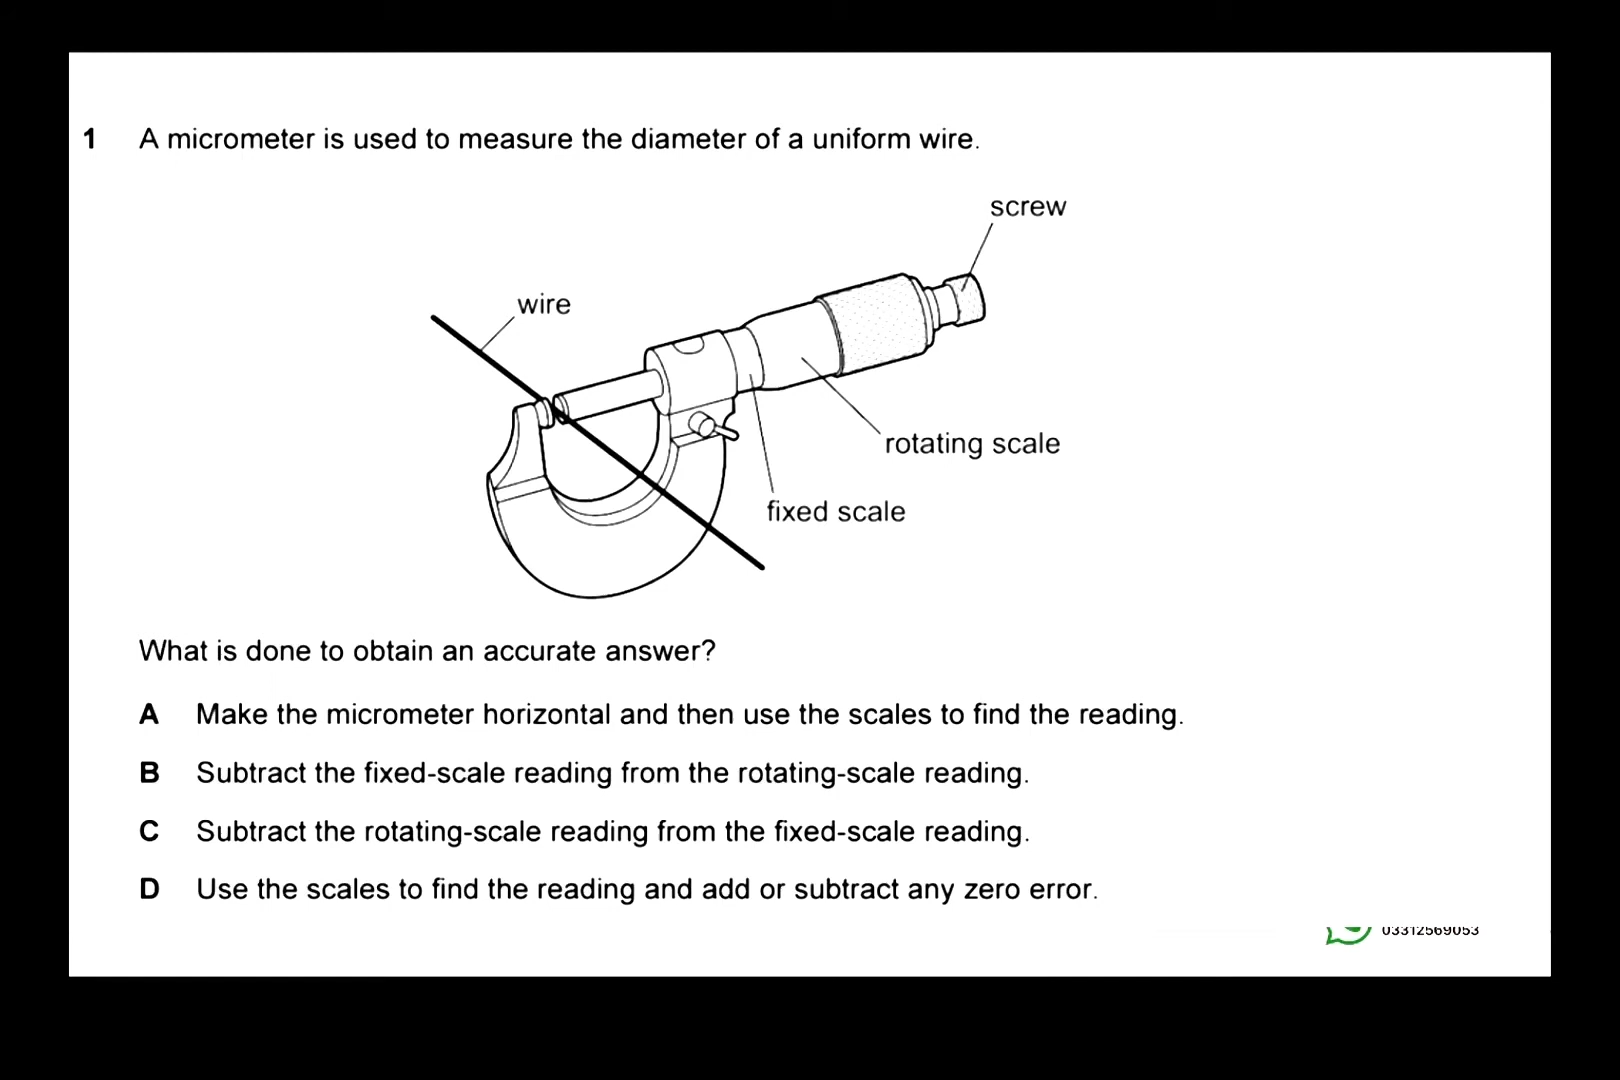 1 A micrometer is used to measure the diameter of a uniform wire.
screw
wire
rotating scale
fixed scale
What is done to obtain an accurate answer?
A Make the micrometer horizontal and then use the scales to find the reading.
B Subtract the fixed-scale reading from the rotating-scale reading.
C Subtract the rotating-scale reading from the fixed-scale reading.
D Use the scales to find the reading and add or subtract any zero error.
03312569053